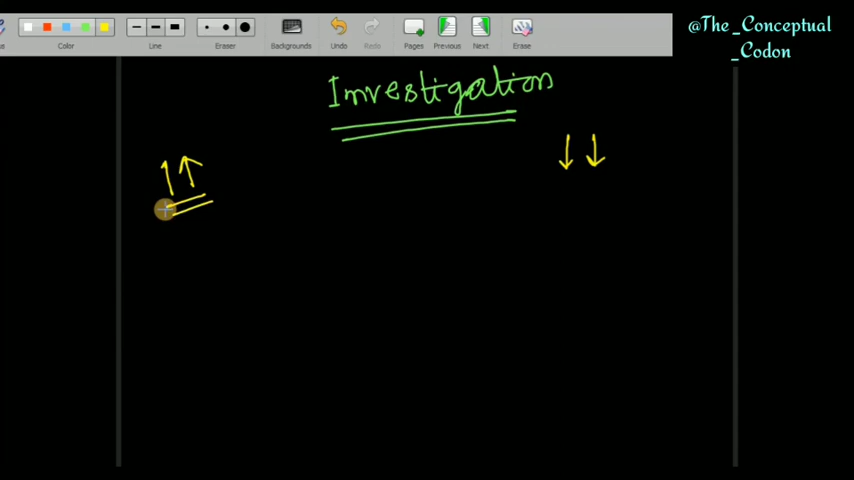 @The_Conceptual
_Codon
Color
Line
Eraser
Backgrounds
Undo
Redo
Pages
Previous
Next
Erase
Investigation